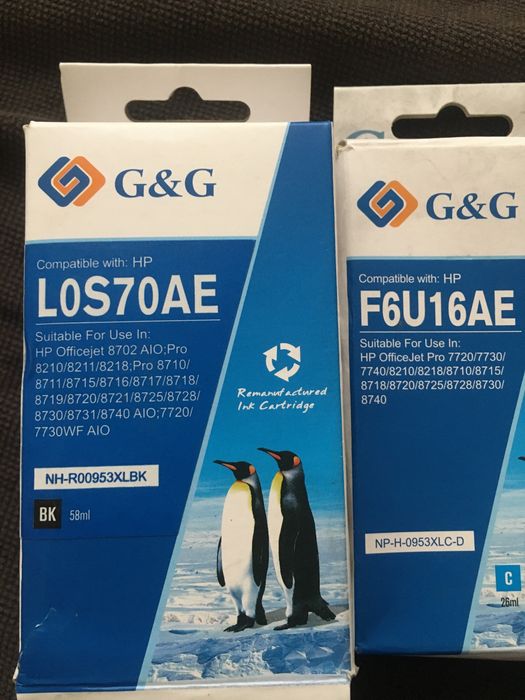 G&G
Compatible with: HP
L0S70AE
Suitable For Use In:
HP Officejet 8702 AIO;Pro
8210/8211/8218;Pro 8710/
8711/8715/8716/8717/8718/
8719/8720/8721/8725/8728/
8730/8731/8740 AIO;7720/
7730WF AIO
Remanufactured
Ink Cartridge
NH-R00953XLBK
BK 58ml
G&G
Compatible with: HP
F6U16AE
Suitable For Use In:
HP OfficeJet Pro 7720/7730/
7740/8210/8218/8710/8715/
8718/8720/8725/8728/8730/
8740
NP-H-0953XLC-D
C
26ml